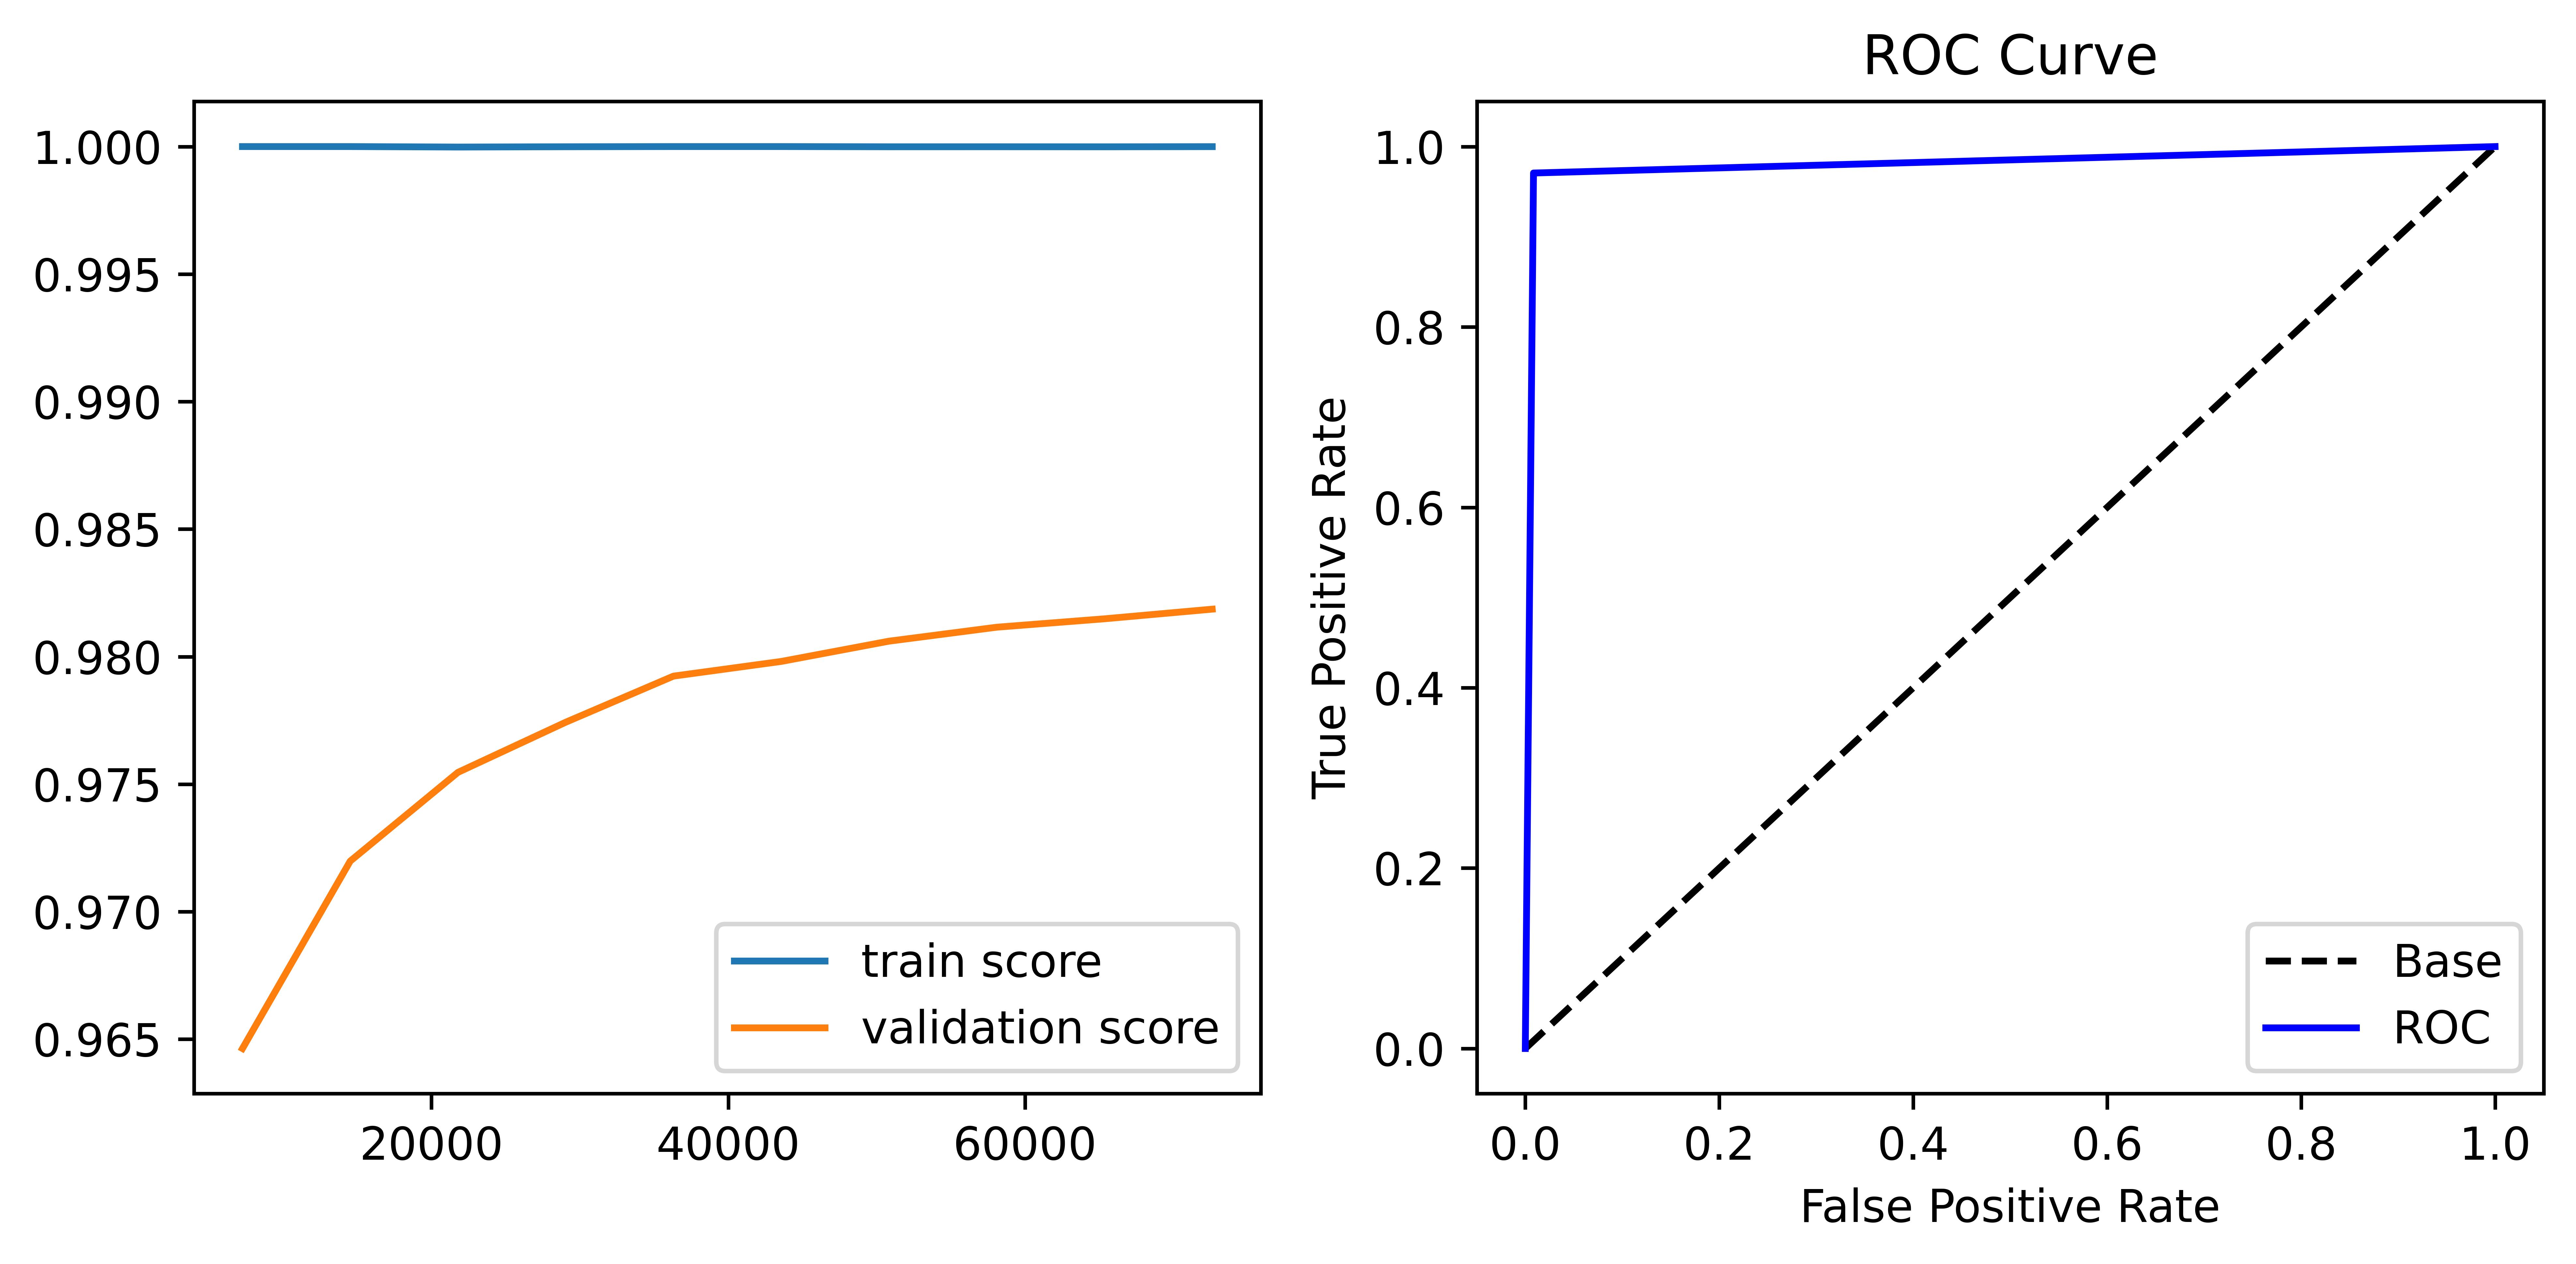 1.000
0.995
0.990
0.985
0.980
0.975
0.970
0.965
20000 40000 60000
train score
validation score
ROC Curve
True Positive Rate
1.0
0.8
0.6
0.4
0.2
0.0
0.0 0.2 0.4 0.6 0.8 1.0
False Positive Rate
Base
ROC